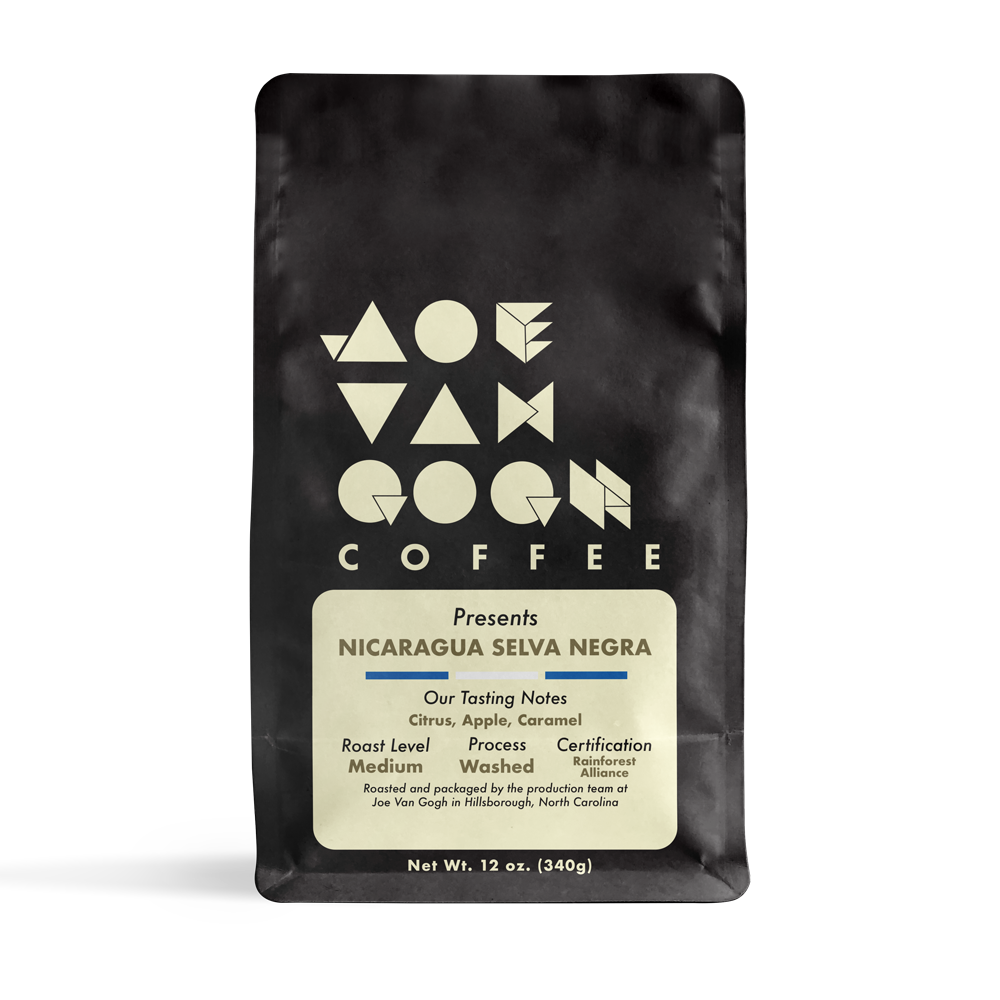 JOE
VAN
GOGH
COFFEE
Presents
NICARAGUA SELVA NEGRA
Our Tasting Notes
Citrus, Apple, Caramel
Roast Level Process Certification
Medium Washed Rainforest Alliance
Roasted and packaged by the production team at
Joe Van Gogh in Hillsborough, North Carolina
Net Wt. 12 oz. (340g)